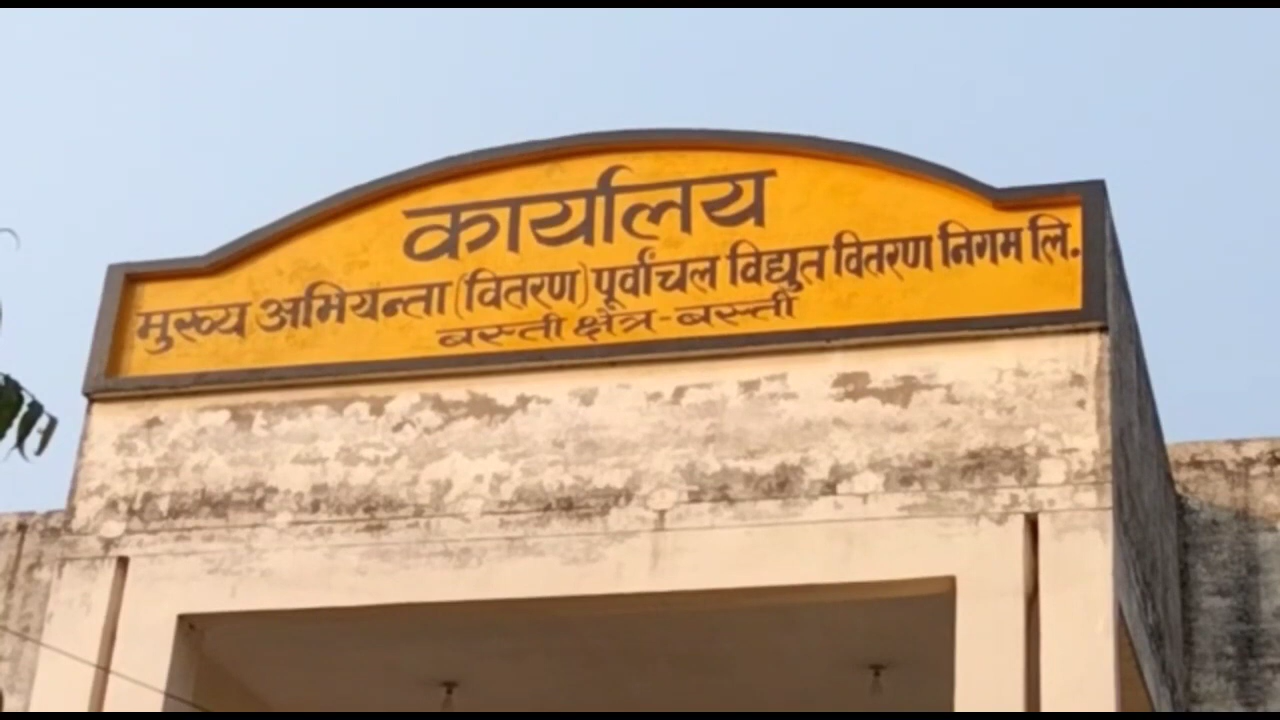 कार्यालय
मुख्य अभियन्ता (वितरण) पूर्वांचल विद्युत वितरण निगम लि.
बस्ती क्षेत्र-बस्ती